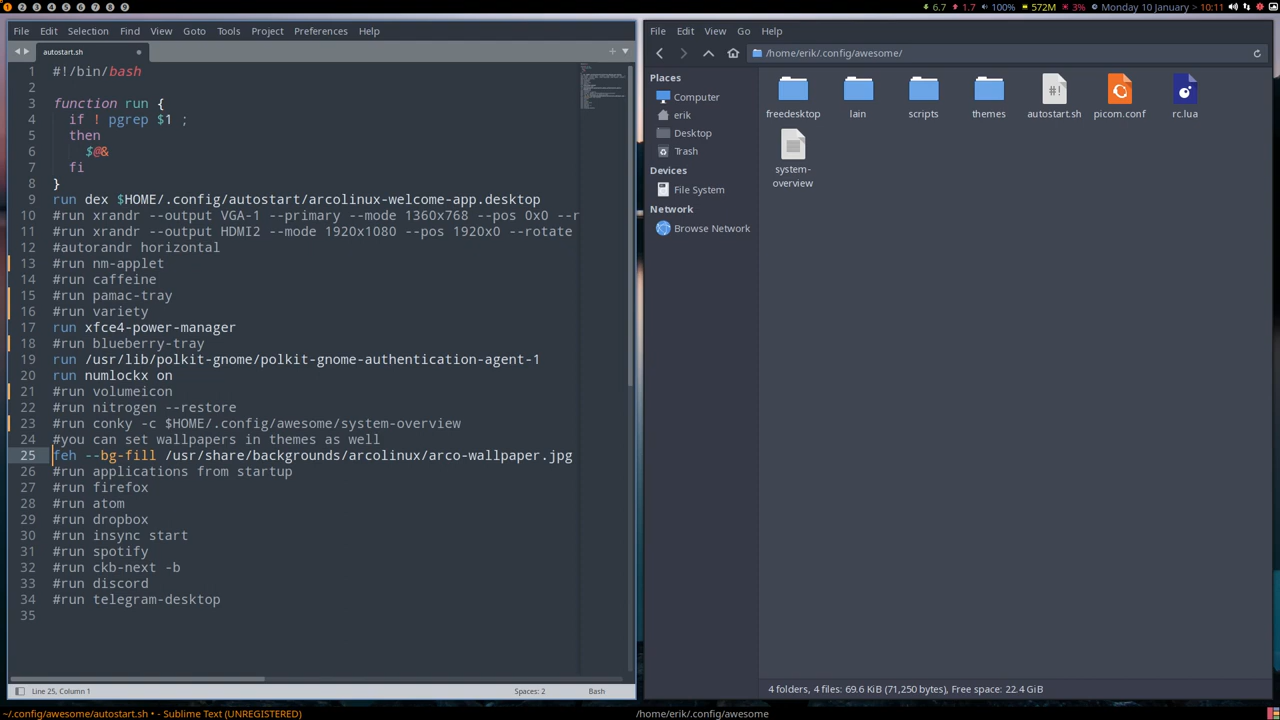 1 2 3 4 5 6 7 8 9
6.7 1.7 100% 572M 3% Monday 10 January 10:11
File Edit Selection Find View Goto Tools Project Preferences Help
autostart.sh
1 #!/bin/bash
2
3 function run {
4 if ! pgrep $1 ;
5 then
6 $@&
7 fi
8 }
9 run dex $HOME/.config/autostart/arcolinux-welcome-app.desktop
10 #run xrandr --output VGA-1 --primary --mode 1360x768 --pos 0x0 --r
11 #run xrandr --output HDMI2 --mode 1920x1080 --pos 1920x0 --rotate
12 #autorandr horizontal
13 #run nm-applet
14 #run caffeine
15 #run pamac-tray
16 #run variety
17 run xfce4-power-manager
18 #run blueberry-tray
19 run /usr/lib/polkit-gnome/polkit-gnome-authentication-agent-1
20 run numlockx on
21 #run volumeicon
22 #run nitrogen --restore
23 #run conky -c $HOME/.config/awesome/system-overview
24 #you can set wallpapers in themes as well
25 feh --bg-fill /usr/share/backgrounds/arcolinux/arco-wallpaper.jpg
26 #run applications from startup
27 #run firefox
28 #run atom
29 #run dropbox
30 #run insync start
31 #run spotify
32 #run ckb-next -b
33 #run discord
34 #run telegram-desktop
35
Line 25, Column 1 Spaces: 2 Bash
File Edit View Go Help
/home/erik/.config/awesome/
Places
Computer
erik
Desktop
Trash
Devices
File System
Network
Browse Network
freedesktop lain scripts themes autostart.sh picom.conf rc.lua
system-
overview
#!
4 folders, 4 files: 69.6 KiB (71,250 bytes), Free space: 22.4 GiB
~/.config/awesome/autostart.sh • - Sublime Text (UNREGISTERED) /home/erik/.config/awesome